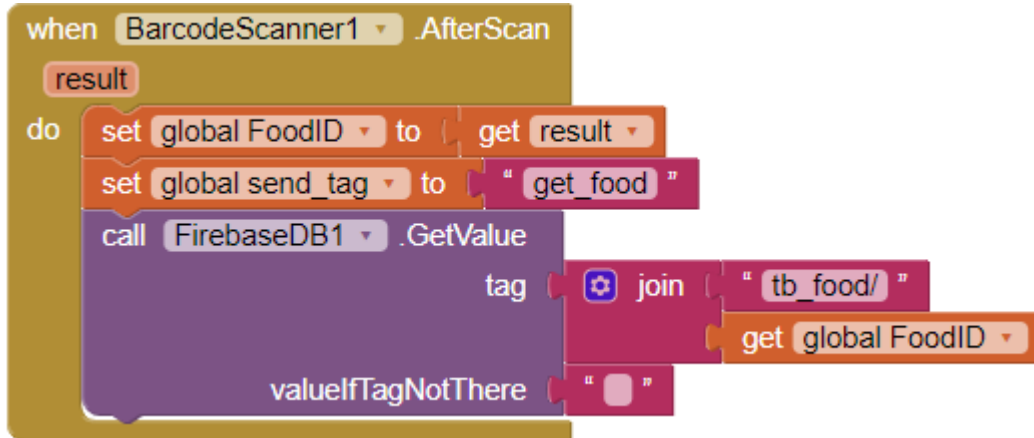 when BarcodeScanner1 .AfterScan
result
do set global FoodID to get result
set global send_tag to " get_food "
call FirebaseDB1 .GetValue
tag join " tb_food/ "
get global FoodID
valueIfTagNotThere " "